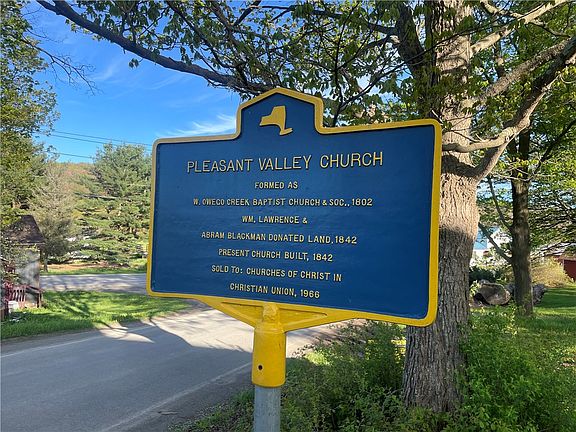 PLEASANT VALLEY CHURCH
FORMED AS
W. OWEGO CREEK BAPTIST CHURCH & SOC., 1802
WM. LAWRENCE &
ABRAM BLACKMAN DONATED LAND, 1842
PRESENT CHURCH BUILT, 1842
SOLD TO: CHURCHES OF CHRIST IN
CHRISTIAN UNION, 1966